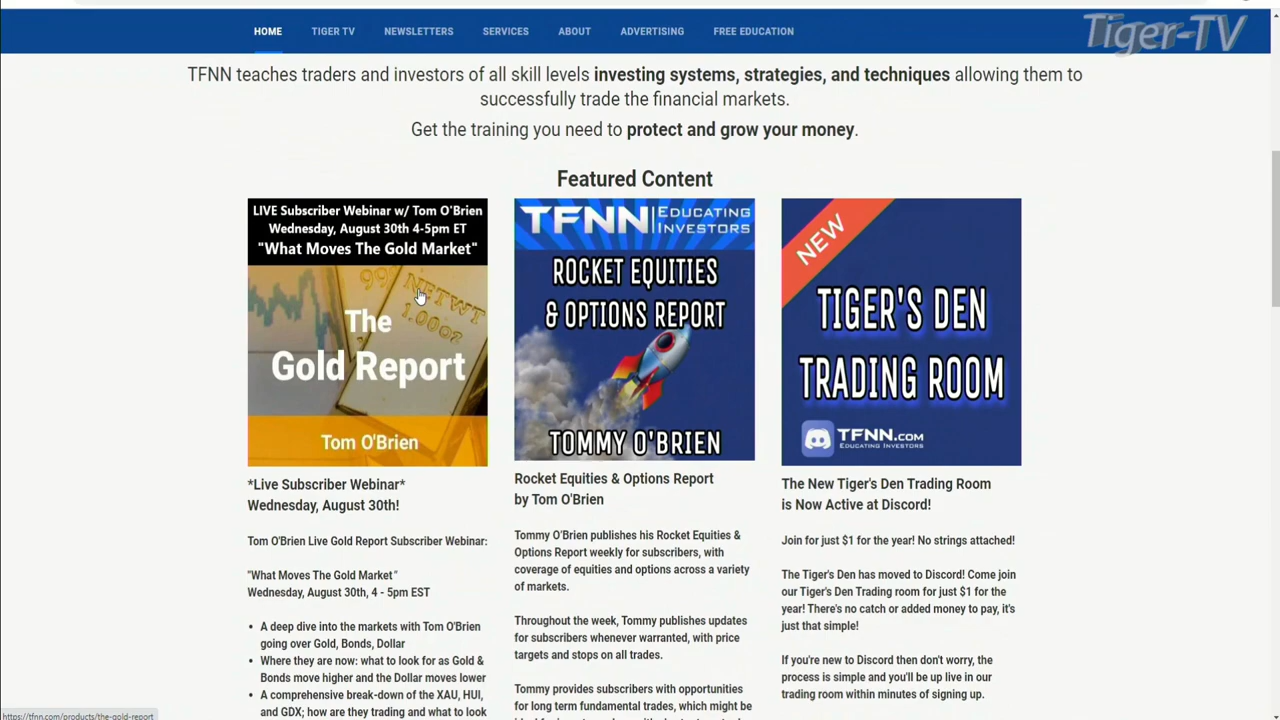 HOME TIGER TV NEWSLETTERS SERVICES ABOUT ADVERTISING FREE EDUCATION
Tiger-TV
TFNN teaches traders and investors of all skill levels investing systems, strategies, and techniques allowing them to
successfully trade the financial markets.
Get the training you need to protect and grow your money.
Featured Content
LIVE Subscriber Webinar w/ Tom O'Brien
Wednesday, August 30th 4-5pm ET
"What Moves The Gold Market"
NETWT
1.00oz
The
Gold Report
Tom O'Brien
*Live Subscriber Webinar*
Wednesday, August 30th!
Tom O'Brien Live Gold Report Subscriber Webinar:
"What Moves The Gold Market"
Wednesday, August 30th, 4 - 5pm EST
• A deep dive into the markets with Tom O'Brien
going over Gold, Bonds, Dollar
• Where they are now: what to look for as Gold &
Bonds move higher and the Dollar moves lower
• A comprehensive break-down of the XAU, HUI,
and GDX; how are they trading and what to look
TFNN EDUCATING
INVESTORS
ROCKET EQUITIES
& OPTIONS REPORT
TOMMY O'BRIEN
Rocket Equities & Options Report
by Tom O'Brien
Tommy O'Brien publishes his Rocket Equities &
Options Report weekly for subscribers, with
coverage of equities and options across a variety
of markets.
Throughout the week, Tommy publishes updates
for subscribers whenever warranted, with price
targets and stops on all trades.
Tommy provides subscribers with opportunities
for long term fundamental trades, which might be
NEW
TIGER'S DEN
TRADING ROOM
TFNN.COM
EDUCATING INVESTORS
The New Tiger's Den Trading Room
is Now Active at Discord!
Join for just $1 for the year! No strings attached!
The Tiger's Den has moved to Discord! Come join
our Tiger's Den Trading room for just $1 for the
year! There's no catch or added money to pay, it's
just that simple!
If you're new to Discord then don't worry, the
process is simple and you'll be up live in our
trading room within minutes of signing up.
https://tfnn.com/products/the-gold-report